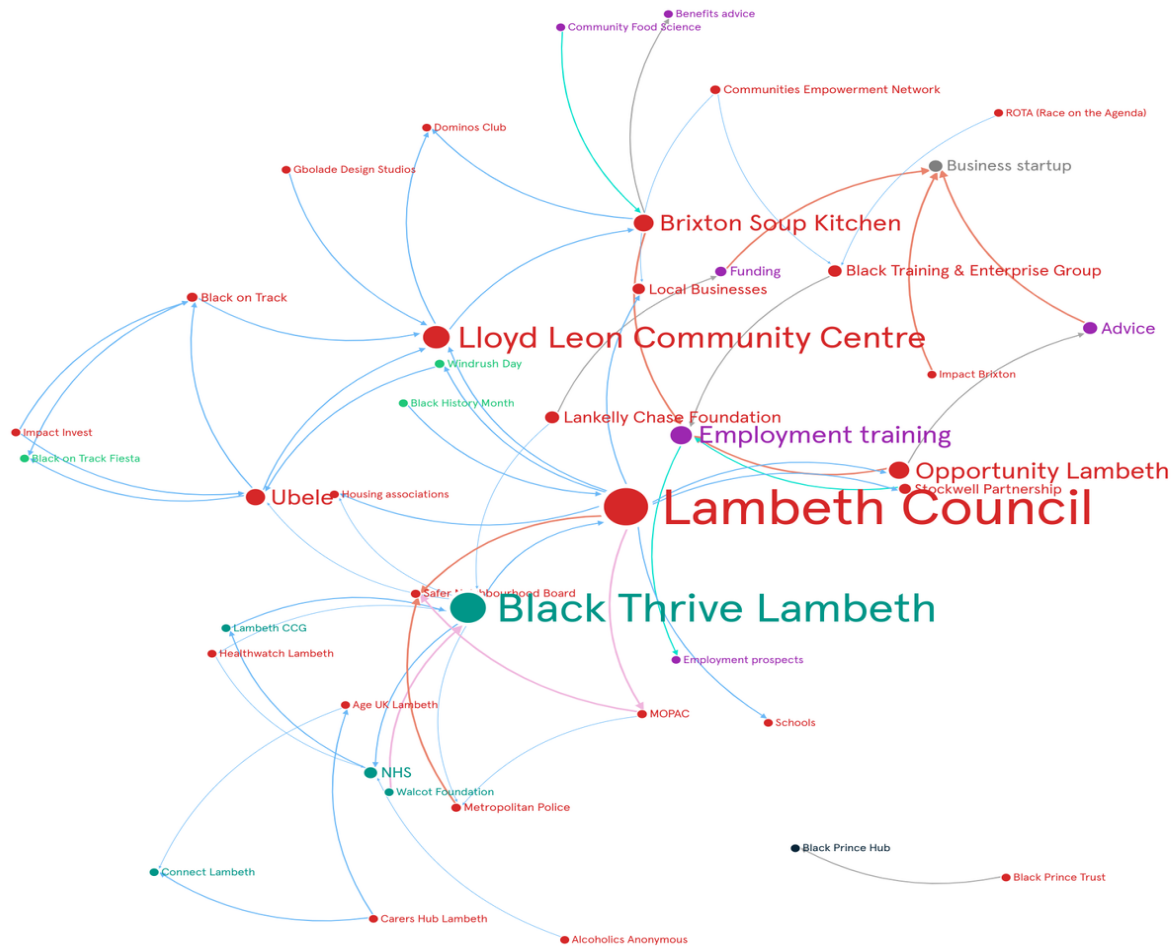 Benefits advice
Community Food Science
Communities Empowerment Network
ROTA (Race on the Agenda)
Dominos Club
Gbolade Design Studios
Business startup
Brixton Soup Kitchen
Funding
Black Training & Enterprise Group
Local Businesses
Black on Track
Advice
Lloyd Leon Community Centre
Windrush Day
Impact Brixton
Black History Month
Lankelly Chase Foundation
Impact Invest
Employment training
Black on Track Fiesta
Opportunity Lambeth
Stockwell Partnership
Ubele
Housing associations
Lambeth Council
Safer Neighbourhood Board
Black Thrive Lambeth
Lambeth CCG
Healthwatch Lambeth
Employment prospects
Age UK Lambeth
MOPAC
Schools
NHS
Walcot Foundation
Metropolitan Police
Black Prince Hub
Connect Lambeth
Black Prince Trust
Carers Hub Lambeth
Alcoholics Anonymous